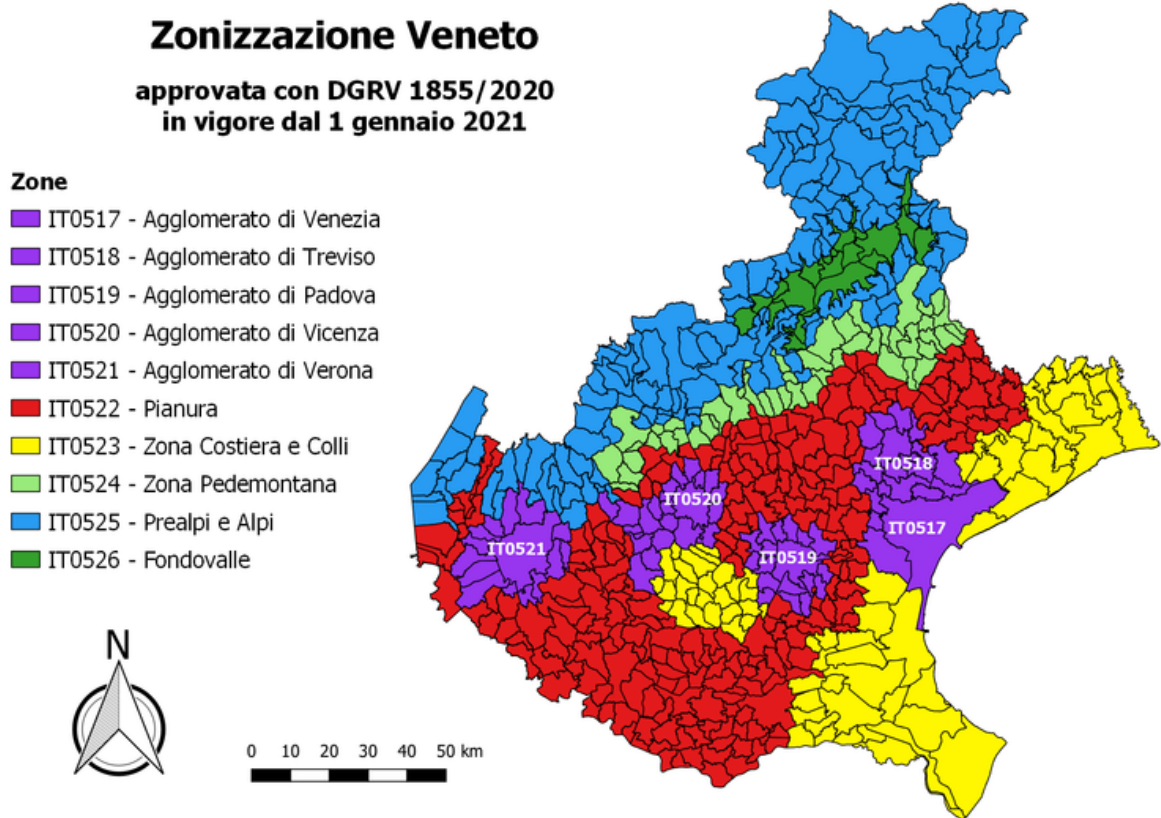 Zonizzazione Veneto
approvata con DGRV 1855/2020
in vigore dal 1 gennaio 2021
Zone
IT0517 - Agglomerato di Venezia
IT0518 - Agglomerato di Treviso
IT0519 - Agglomerato di Padova
IT0520 - Agglomerato di Vicenza
IT0521 - Agglomerato di Verona
IT0522 - Pianura
IT0523 - Zona Costiera e Colli
IT0524 - Zona Pedemontana
IT0525 - Prealpi e Alpi
IT0526 - Fondovalle
IT0518
IT0520
IT0517
IT0521
IT0519
N
0 10 20 30 40 50 km